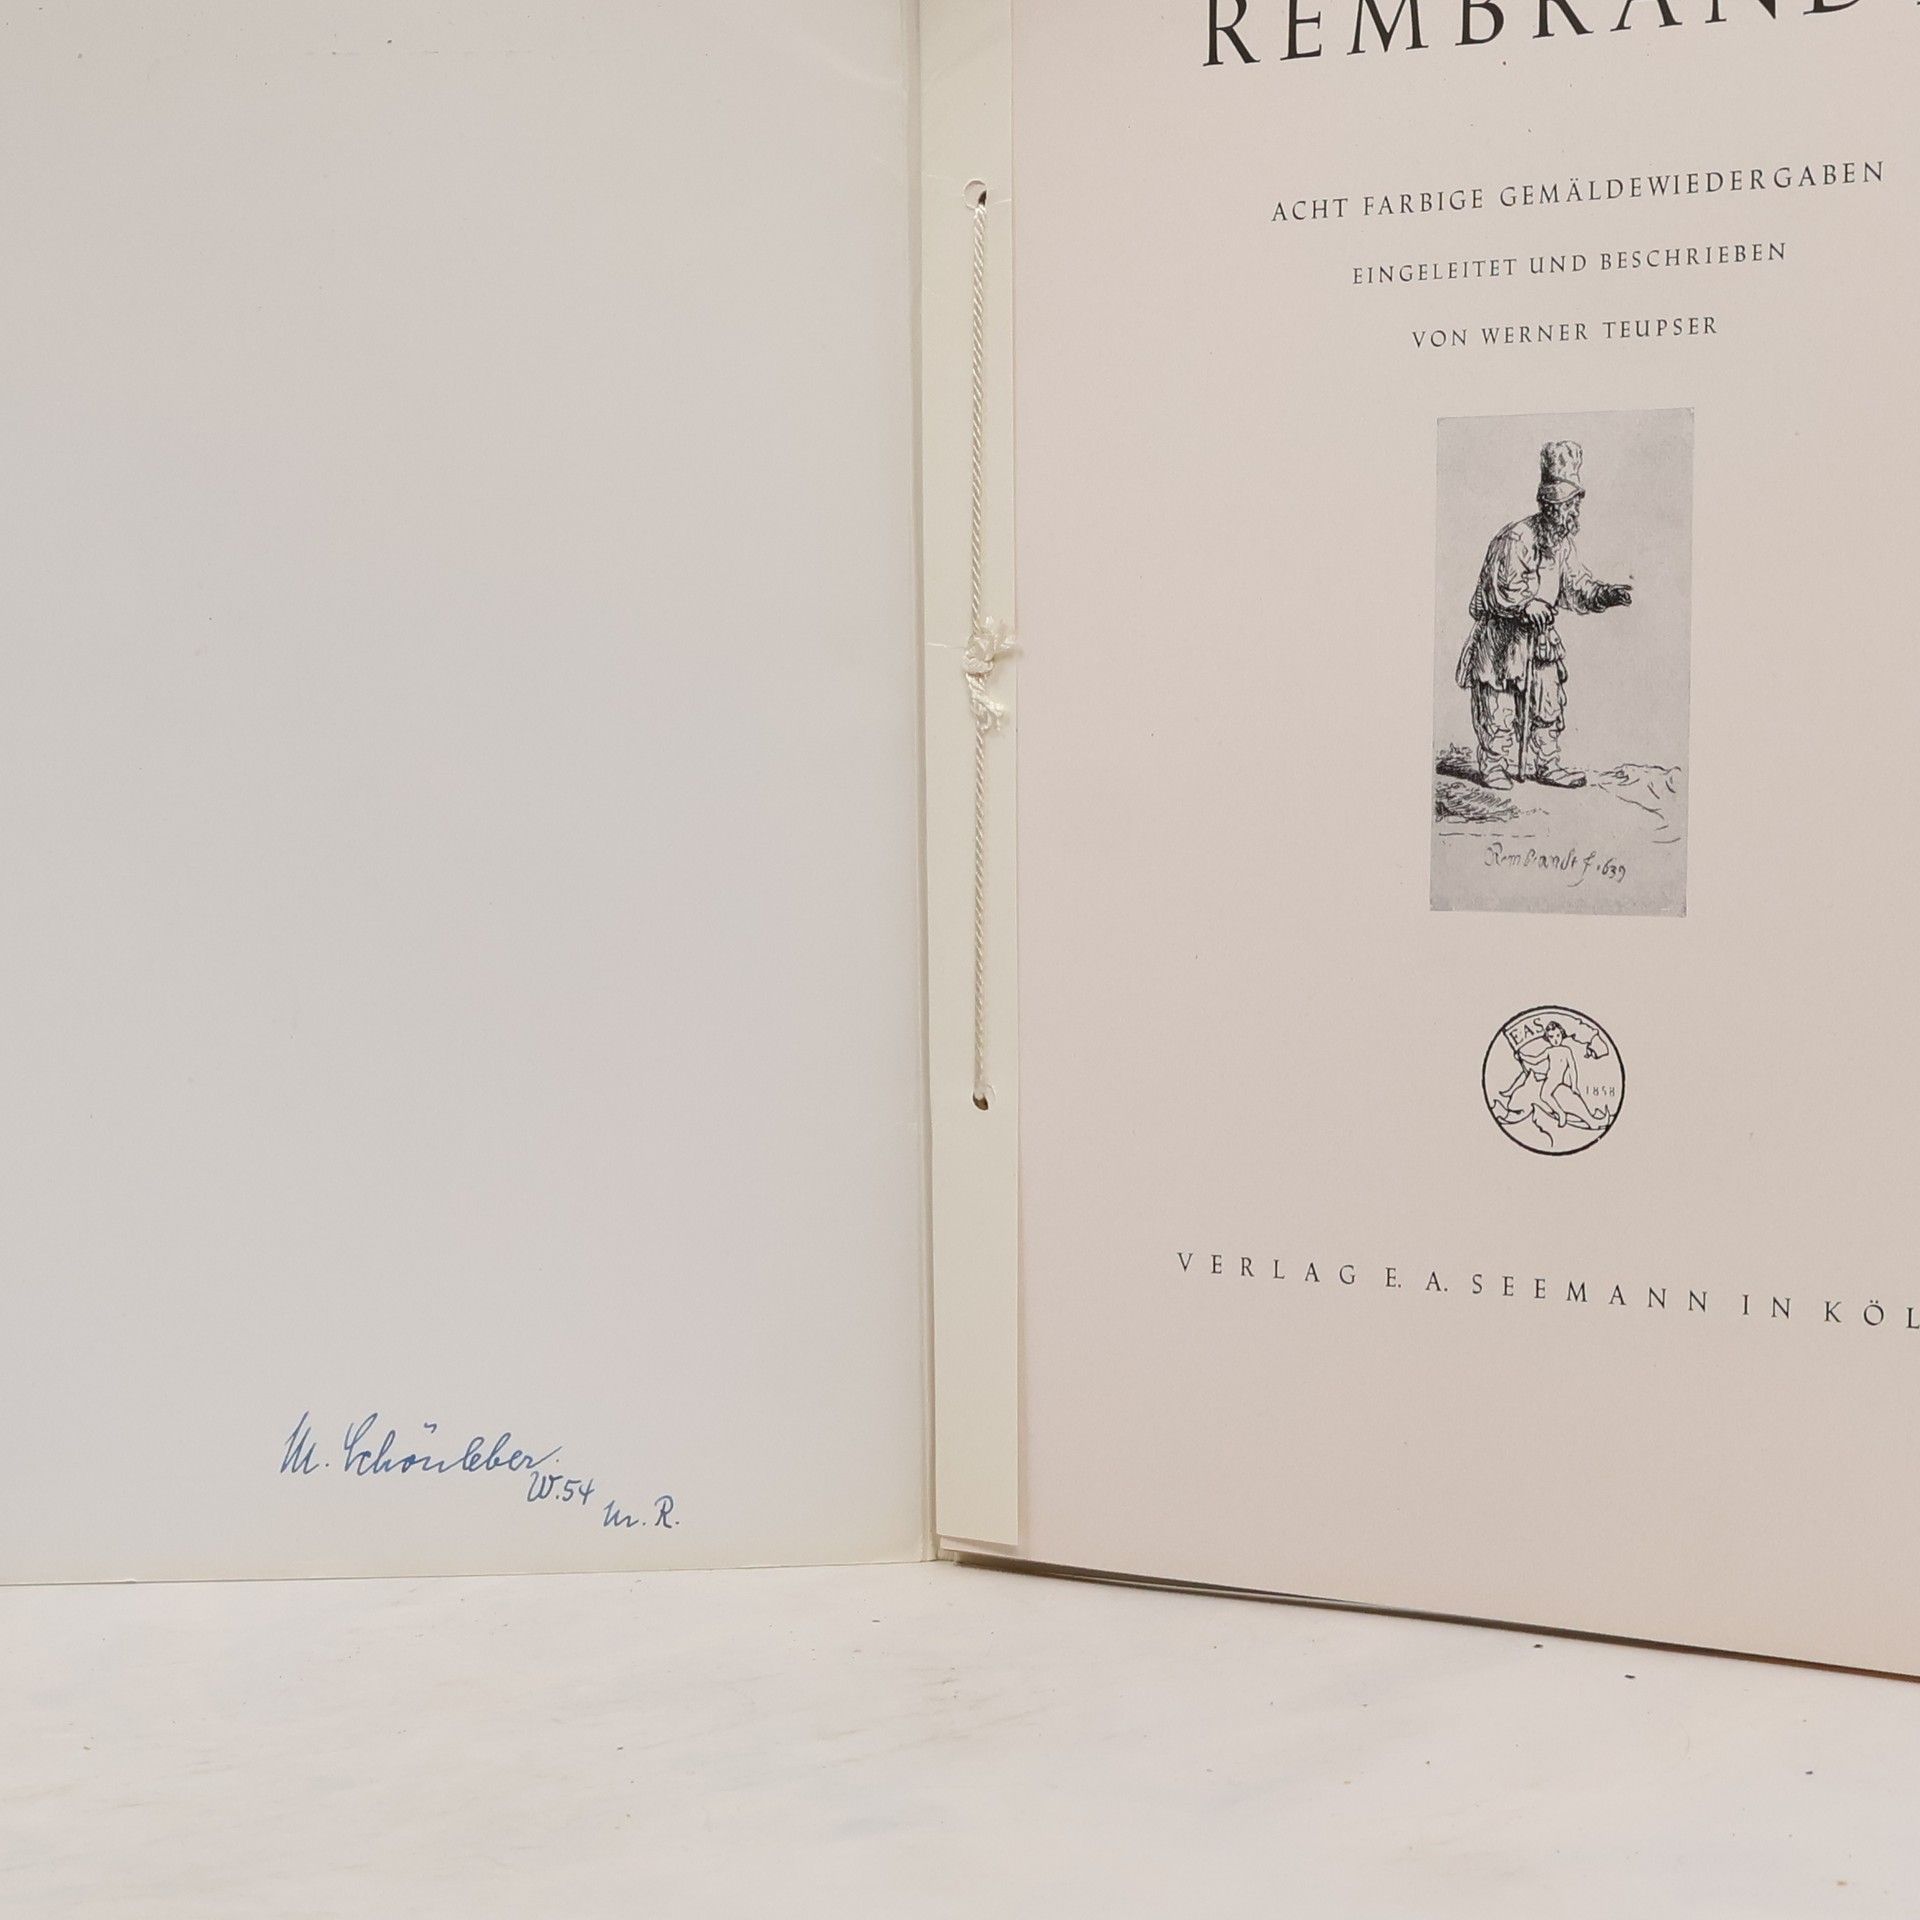 M. Schönleber.
W. 54
m. R.
REMBRAND
ACHT FARBIGE GEMÄLDEWIEDERGABEN
EINGELEITET UND BESCHRIEBEN
VON WERNER TEUPSER
Rembrandt f. 1639
EAS
1858
VERLAG E. A. SEEMANN IN KÖL